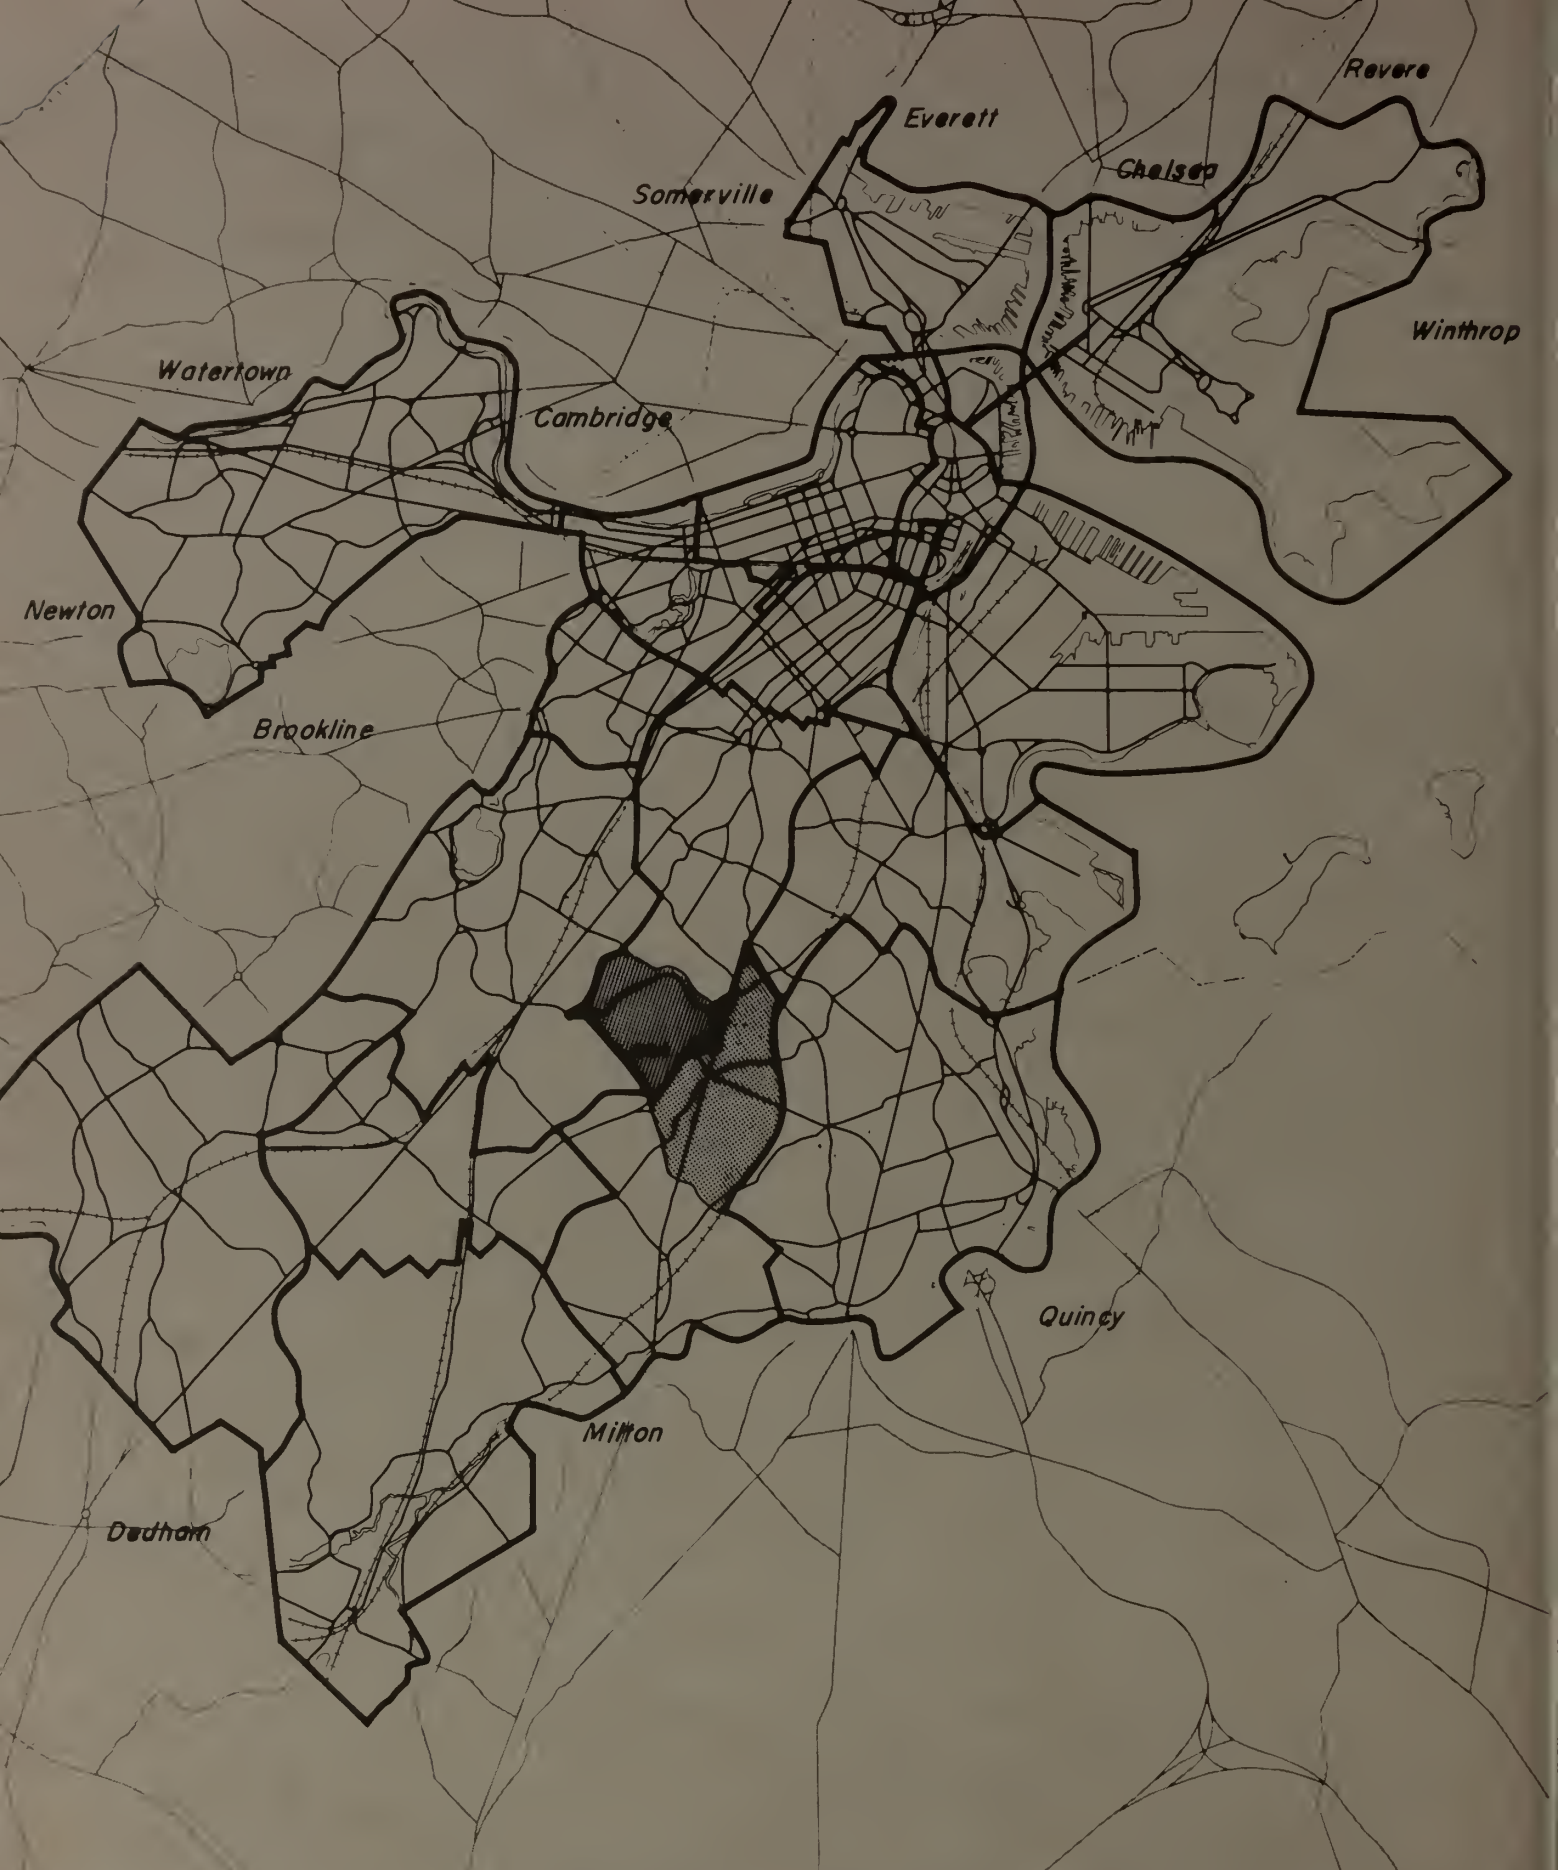 Revere
Everett
Chelsea
Somerville
Winthrop
Watertown
Cambridge
Newton
Brookline
Quincy
Milton
Dedham